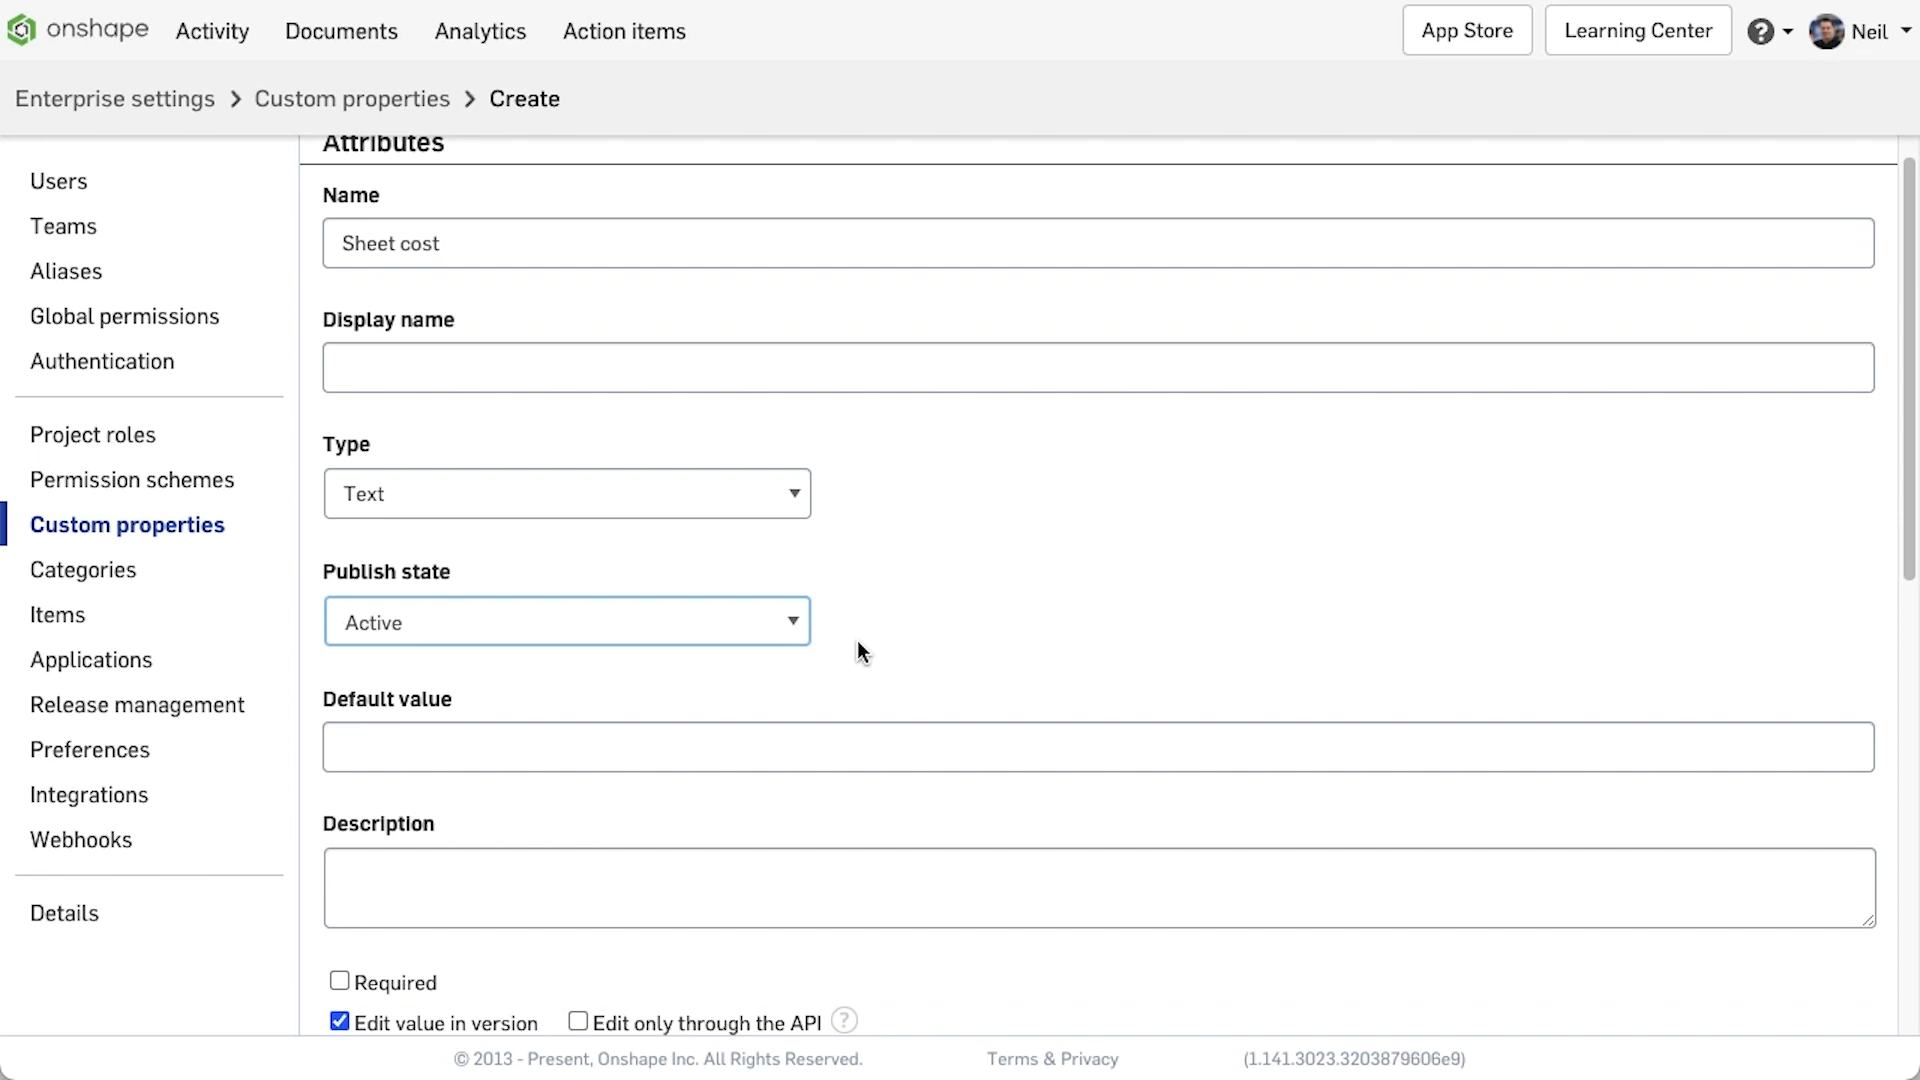 onshape Activity Documents Analytics Action items App Store Learning Center ? Neil
Enterprise settings > Custom properties > Create
Users
Teams
Aliases
Global permissions
Authentication
Project roles
Permission schemes
Custom properties
Categories
Items
Applications
Release management
Preferences
Integrations
Webhooks
Details
Attributes
Name
Sheet cost
Display name
Type
Text
Publish state
Active
Default value
Description
Required
Edit value in version Edit only through the API ?
© 2013 - Present, Onshape Inc. All Rights Reserved. Terms & Privacy (1.141.3023.3203879606e9)